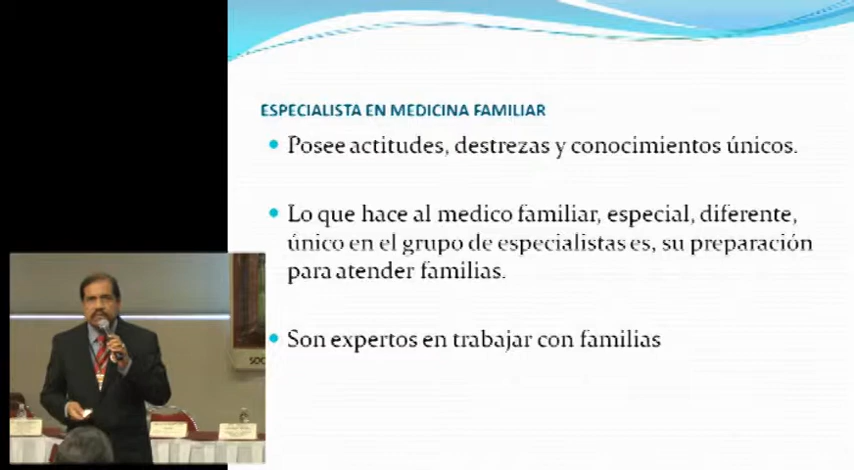 ESPECIALISTA EN MEDICINA FAMILIAR
Posee actitudes, destrezas y conocimientos únicos.
Lo que hace al medico familiar, especial, diferente,
único en el grupo de especialistas es, su preparación
para atender familias.
Son expertos en trabajar con familias
SOC